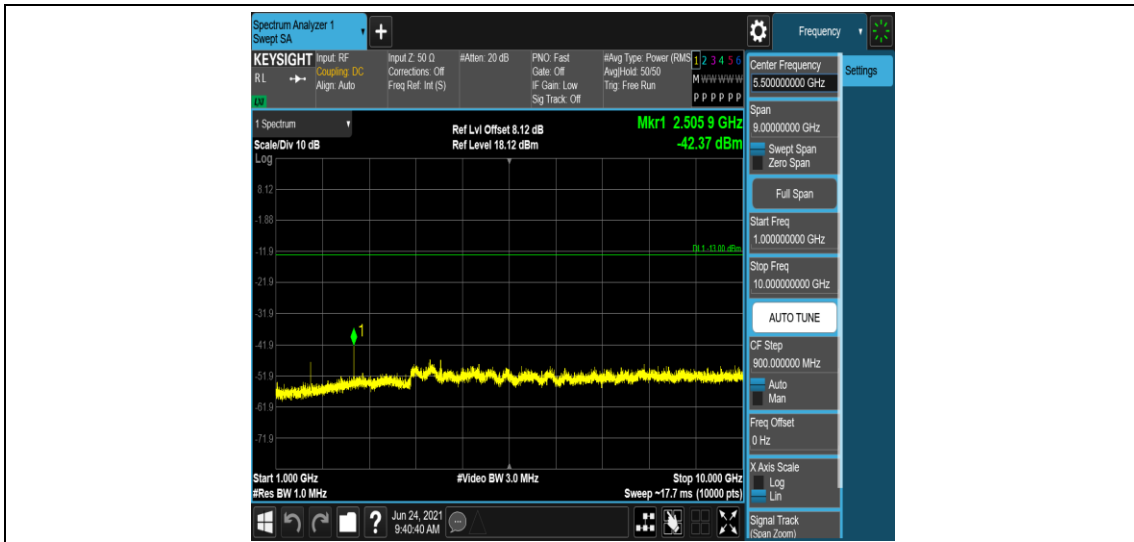 Spectrum Analyzer 1
Swept SA
Frequency
KEYSIGHT
RL
LXI
Input: RF
Coupling: DC
Align: Auto
Input Z: 50 Ω
Corrections: Off
Freq Ref: Int (S)
#Atten: 20 dB
PNO: Fast
Gate: Off
IF Gain: Low
Sig Track: Off
#Avg Type: Power (RMS
Avg|Hold: 50/50
Trig: Free Run
1 2 3 4 5 6
M W W W W W
P P P P P P
1 Spectrum
Scale/Div 10 dB
Log
Ref Lvl Offset 8.12 dB
Ref Level 18.12 dBm
Mkr1 2.505 9 GHz
-42.37 dBm
8.12
-1.88
-11.9
DL1 -13.00 dBm
-21.9
-31.9
1
-41.9
-51.9
-61.9
-71.9
Start 1.000 GHz
#Video BW 3.0 MHz
Stop 10.000 GHz
#Res BW 1.0 MHz
Sweep ~17.7 ms (10000 pts)
Jun 24, 2021
9:40:40 AM
Settings
Center Frequency
5.500000000 GHz
Span
9.00000000 GHz
Swept Span
Zero Span
Full Span
Start Freq
1.000000000 GHz
Stop Freq
10.000000000 GHz
AUTO TUNE
CF Step
900.000000 MHz
Auto
Man
Freq Offset
0 Hz
X Axis Scale
Log
Lin
Signal Track
(Span Zoom)